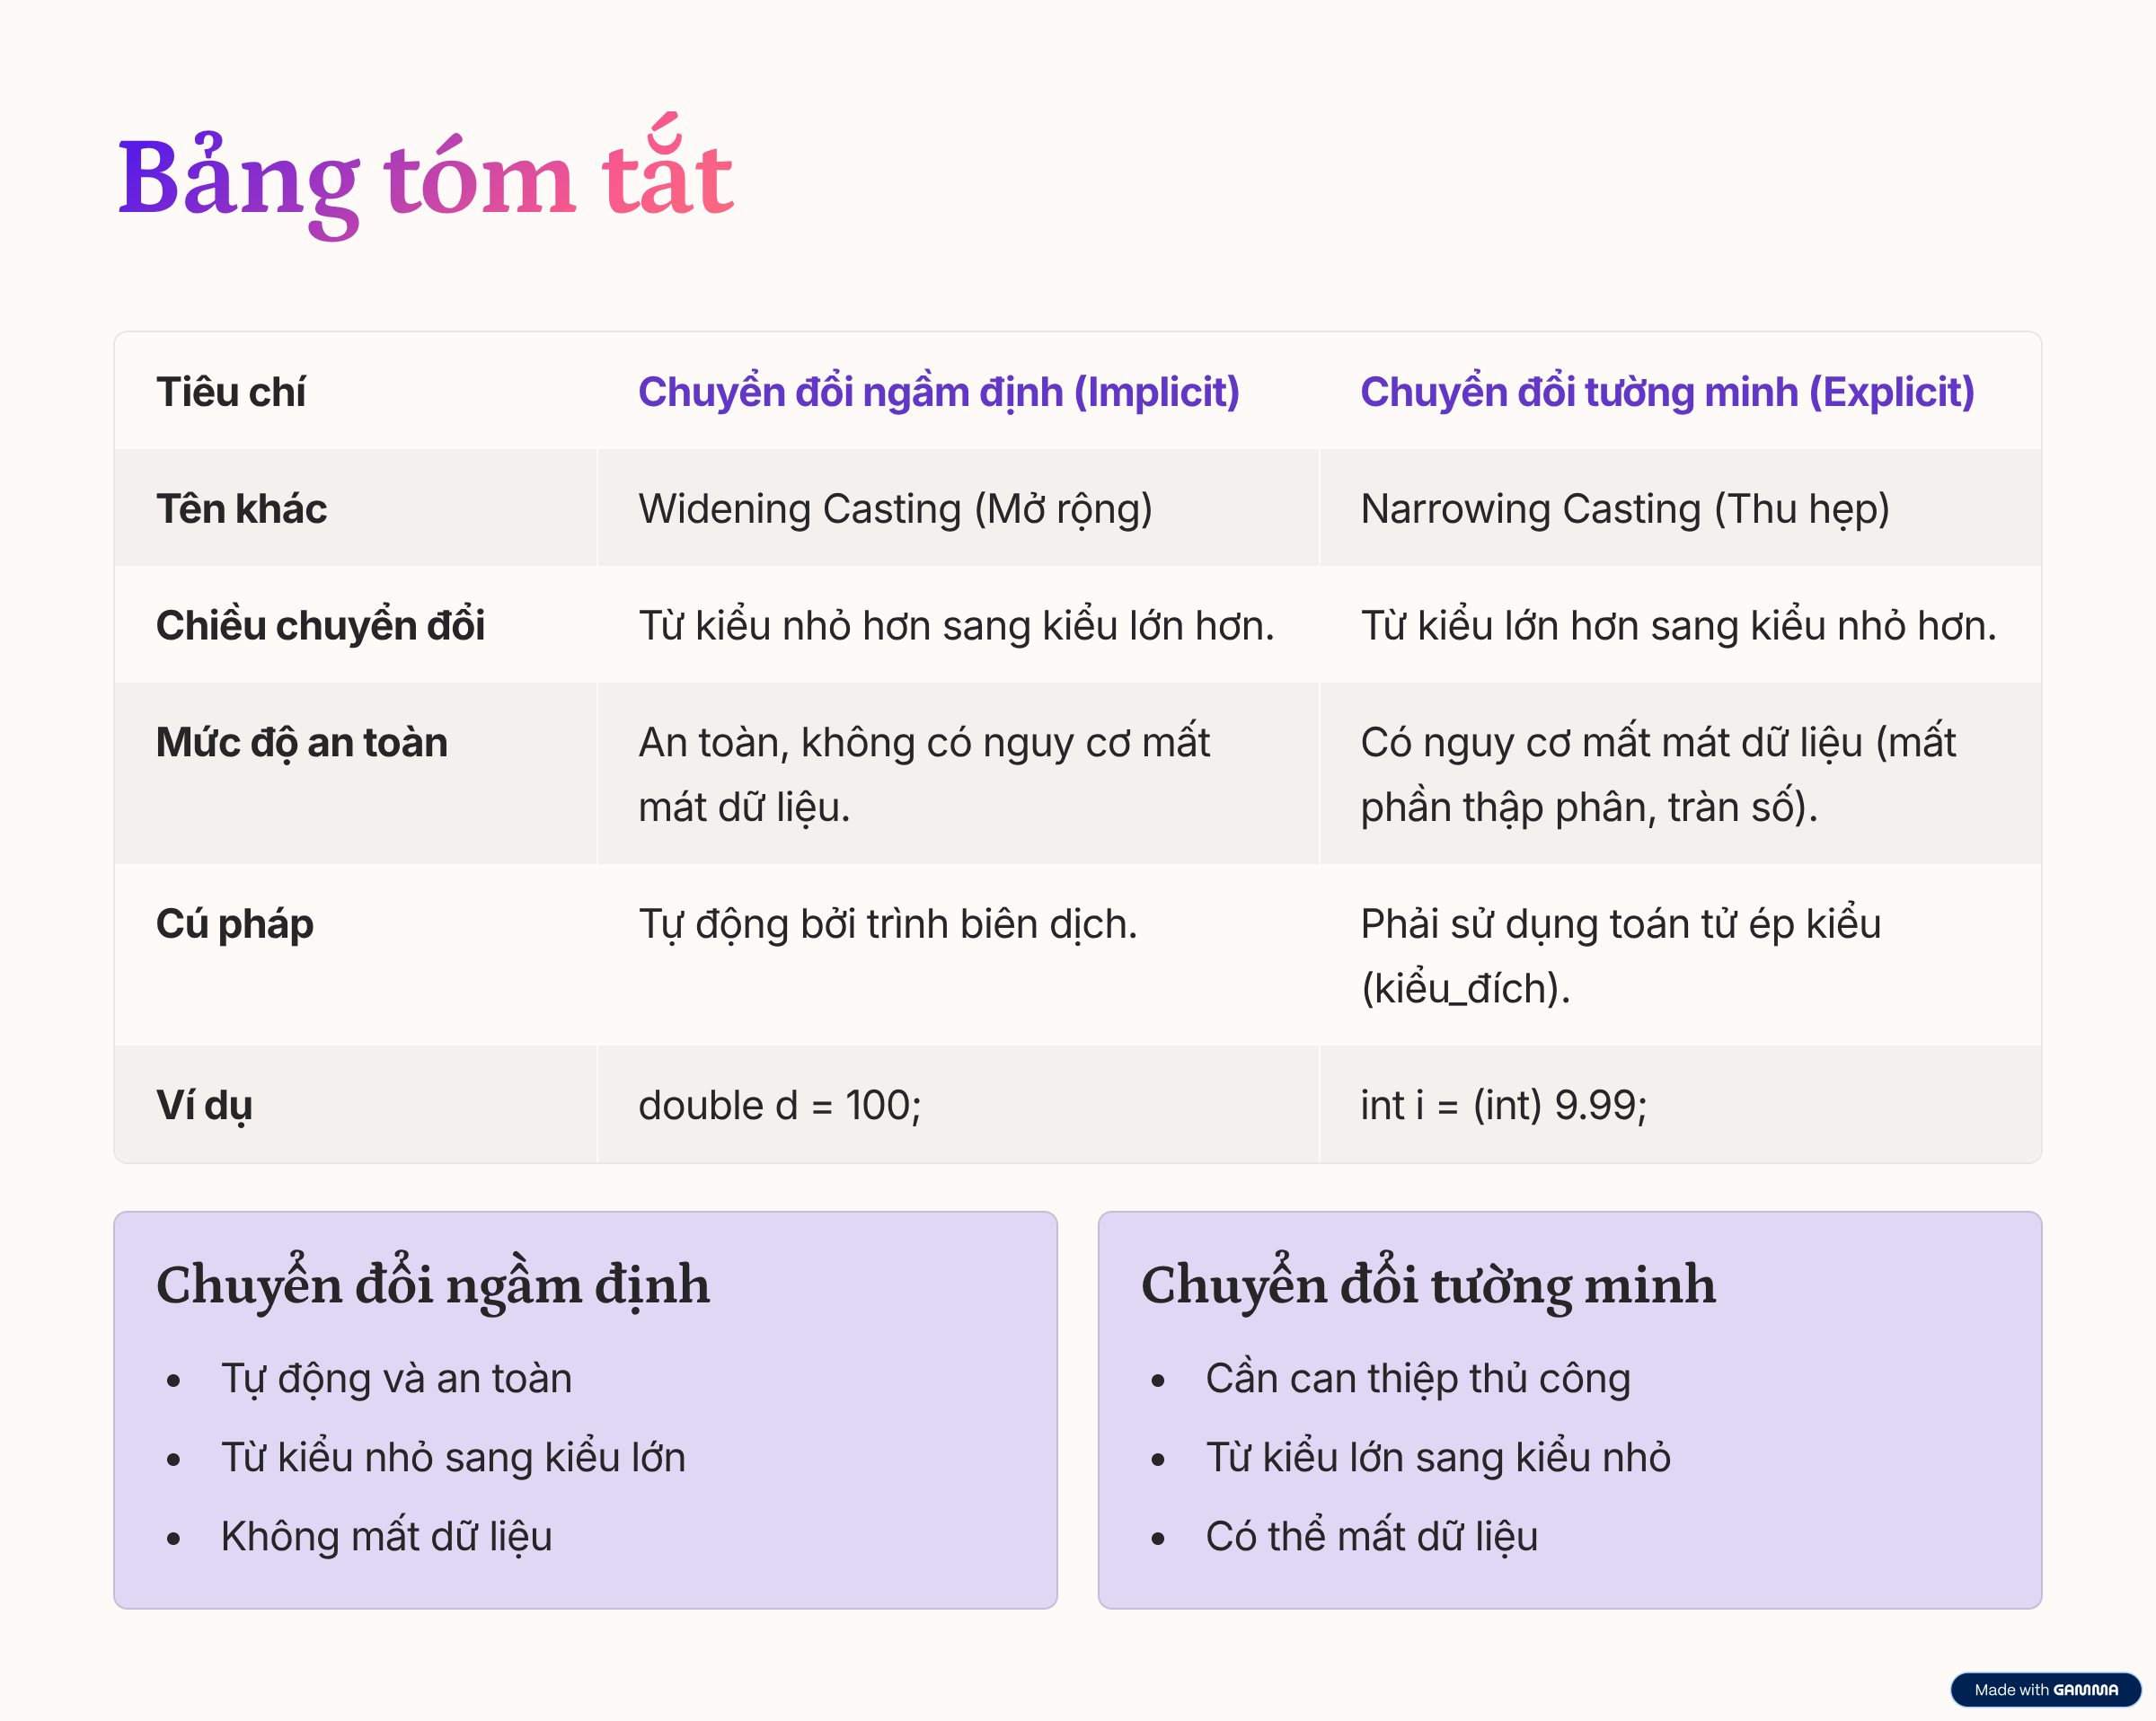 Bảng tóm tắt
Tiêu chí
Chuyển đổi ngầm định (Implicit)
Chuyển đổi tường minh (Explicit)
Tên khác
Widening Casting (Mở rộng)
Narrowing Casting (Thu hẹp)
Chiều chuyển đổi
Từ kiểu nhỏ hơn sang kiểu lớn hơn.
Từ kiểu lớn hơn sang kiểu nhỏ hơn.
Mức độ an toàn
An toàn, không có nguy cơ mất
mát dữ liệu.
Có nguy cơ mất mát dữ liệu (mất
phần thập phân, tràn số).
Cú pháp
Tự động bởi trình biên dịch.
Phải sử dụng toán tử ép kiểu
(kiểu_đích).
Ví dụ
double d = 100;
int i = (int) 9.99;
Chuyển đổi ngầm định
• Tự động và an toàn
• Từ kiểu nhỏ sang kiểu lớn
• Không mất dữ liệu
Chuyển đổi tường minh
• Cần can thiệp thủ công
• Từ kiểu lớn sang kiểu nhỏ
• Có thể mất dữ liệu
Made with GAMMA